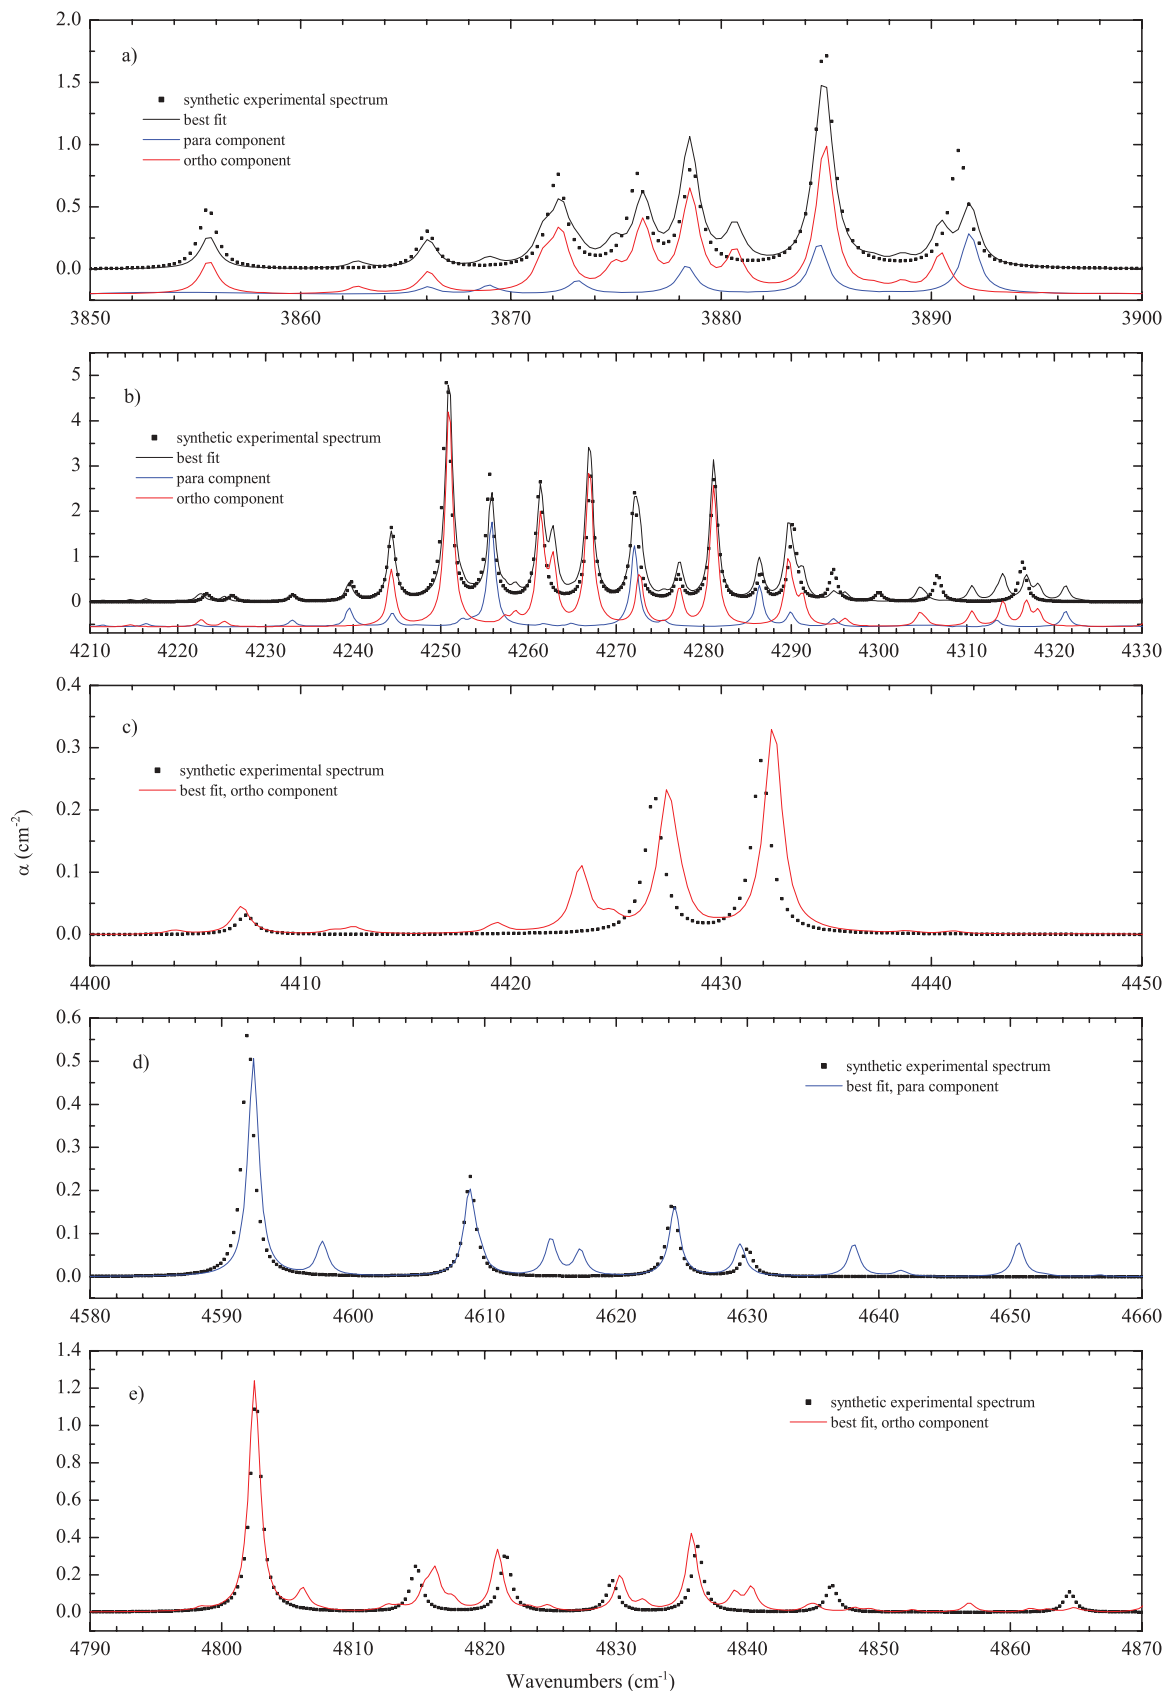 2.0
a)
1.5
synthetic experimental spectrum
best fit
1.0
para component
ortho component
0.5
0.0
3850 3860 3870 3880 3890 3900
5
b)
4
synthetic experimental spectrum
best fit
3
para compnent
ortho component
2
1
0
4210 4220 4230 4240 4250 4260 4270 4280 4290 4300 4310 4320 4330
0.4
c)
0.3
synthetic experimental spectrum
best fit, ortho component
0.2
0.1
0.0
4400 4410 4420 4430 4440 4450
α (cm-2)
0.6
d)
0.5
synthetic experimental spectrum
best fit, para component
0.4
0.3
0.2
0.1
0.0
4580 4590 4600 4610 4620 4630 4640 4650 4660
1.4
e)
1.2
synthetic experimental spectrum
best fit, ortho component
1.0
0.8
0.6
0.4
0.2
0.0
4790 4800 4810 4820 4830 4840 4850 4860 4870
Wavenumbers (cm-1)